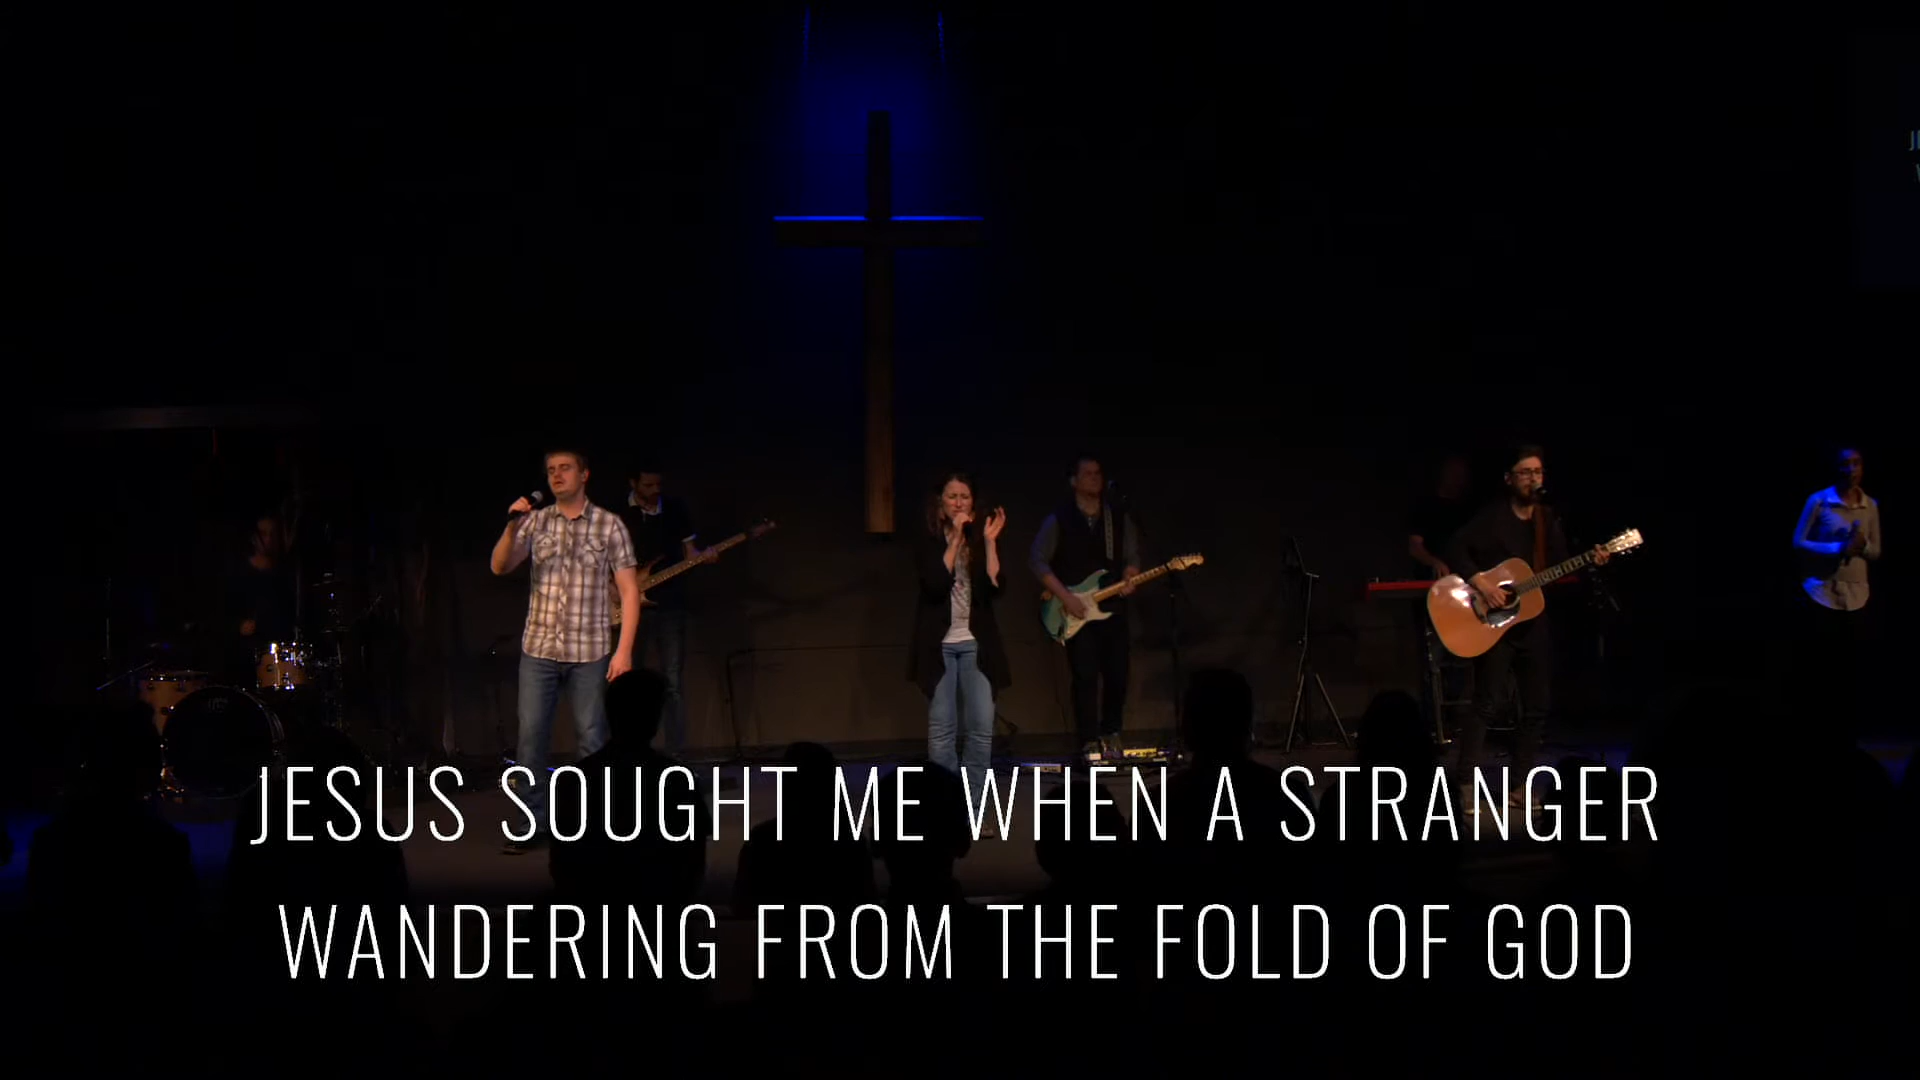 JESUS SOUGHT ME WHEN A STRANGER
WANDERING FROM THE FOLD OF GOD